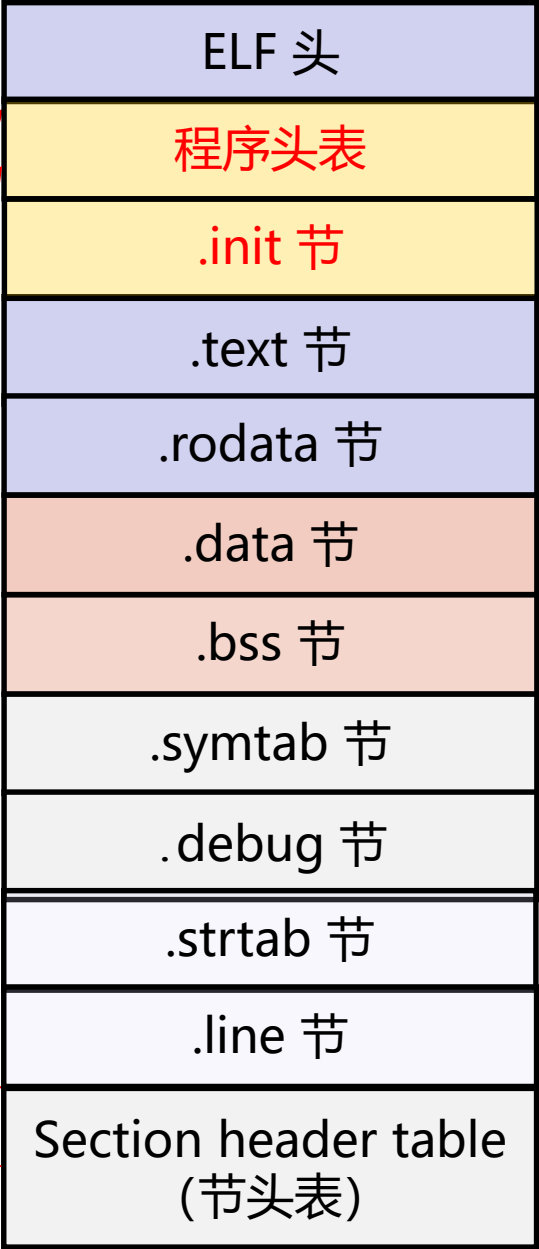 ELF 头
程序头表
.init 节
.text 节
.rodata 节
.data 节
.bss 节
.symtab 节
.debug 节
.strtab 节
.line 节
Section header table
(节头表)